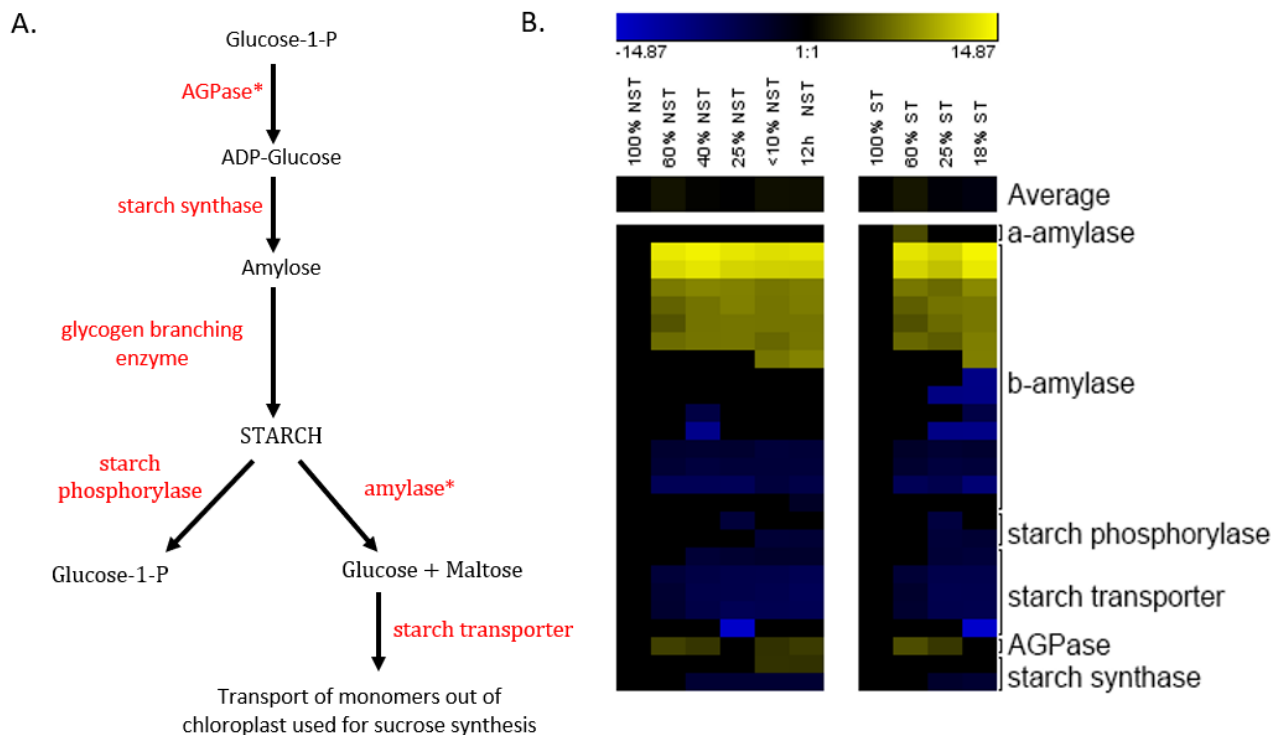 A.
Glucose-1-P
AGPase*
ADP-Glucose
starch synthase
Amylose
glycogen branching
enzyme
STARCH
starch
phosphorylase
amylase*
Glucose-1-P
Glucose + Maltose
starch transporter
Transport of monomers out of
chloroplast used for sucrose synthesis
B.
-14.87
1:1
14.87
100% NST
60% NST
40% NST
25% NST
<10% NST
12h NST
100% ST
60% ST
25% ST
18% ST
Average
a-amylase
b-amylase
starch phosphorylase
starch transporter
AGPase
starch synthase